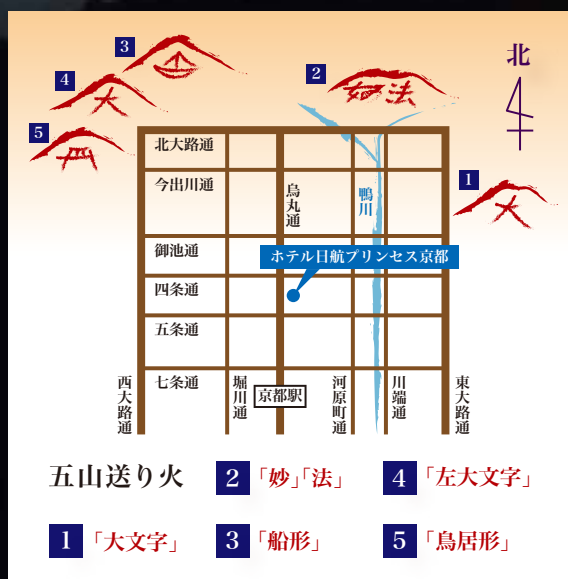 3
北
4
2
妙法
大
5
北大路通
1
今出川通
烏丸通
鴨川
大
御池通
ホテル日航プリンセス京都
四条通
五条通
西大路通
七条通
堀川通
京都駅
河原町通
川端通
東大路通
五山送り火
2「妙」「法」
4「左大文字」
1「大文字」
3「船形」
5「鳥居形」